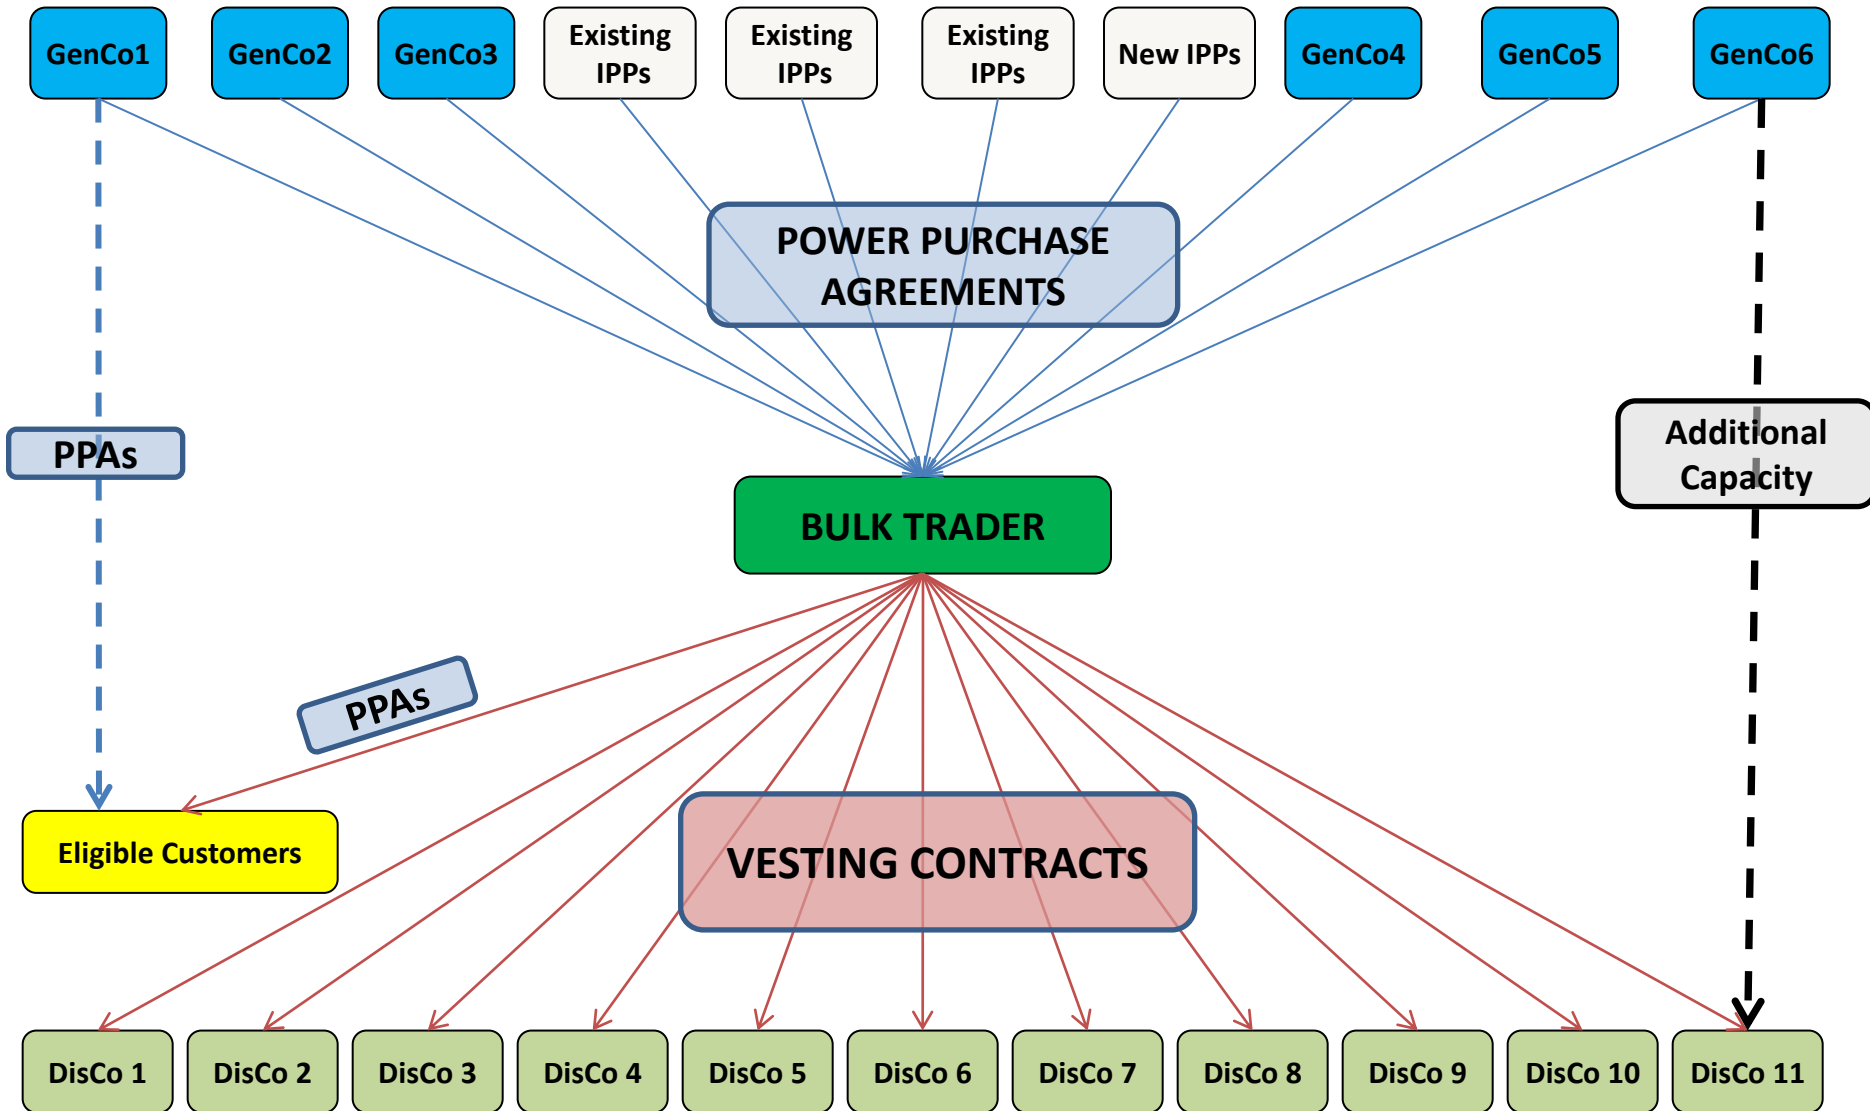 GenCo1
GenCo2
GenCo3
Existing
IPPs
Existing
IPPs
Existing
IPPs
New IPPs
GenCo4
GenCo5
GenCo6
POWER PURCHASE
AGREEMENTS
PPAs
Additional
Capacity
BULK TRADER
PPAs
Eligible Customers
VESTING CONTRACTS
DisCo 1
DisCo 2
DisCo 3
DisCo 4
DisCo 5
DisCo 6
DisCo 7
DisCo 8
DisCo 9
DisCo 10
DisCo 11